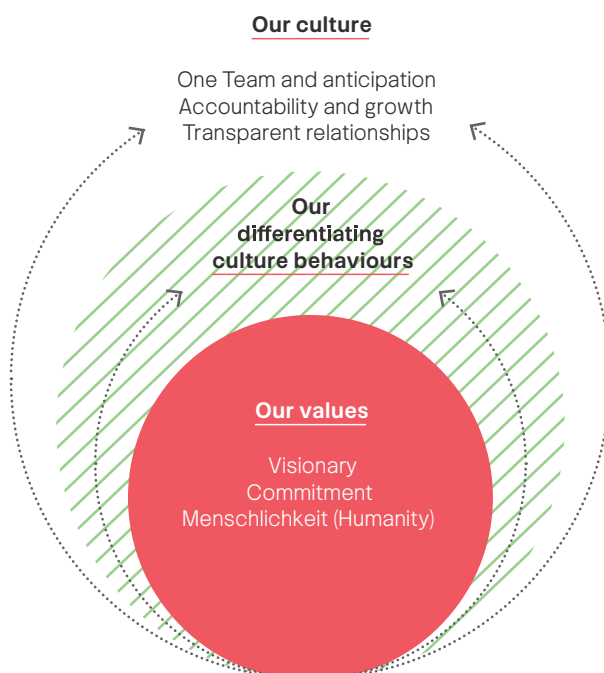 Our culture
One Team and anticipation
Accountability and growth
Transparent relationships
Our
differentiating
culture behaviours
Our values
Visionary
Commitment
Menschlichkeit (Humanity)